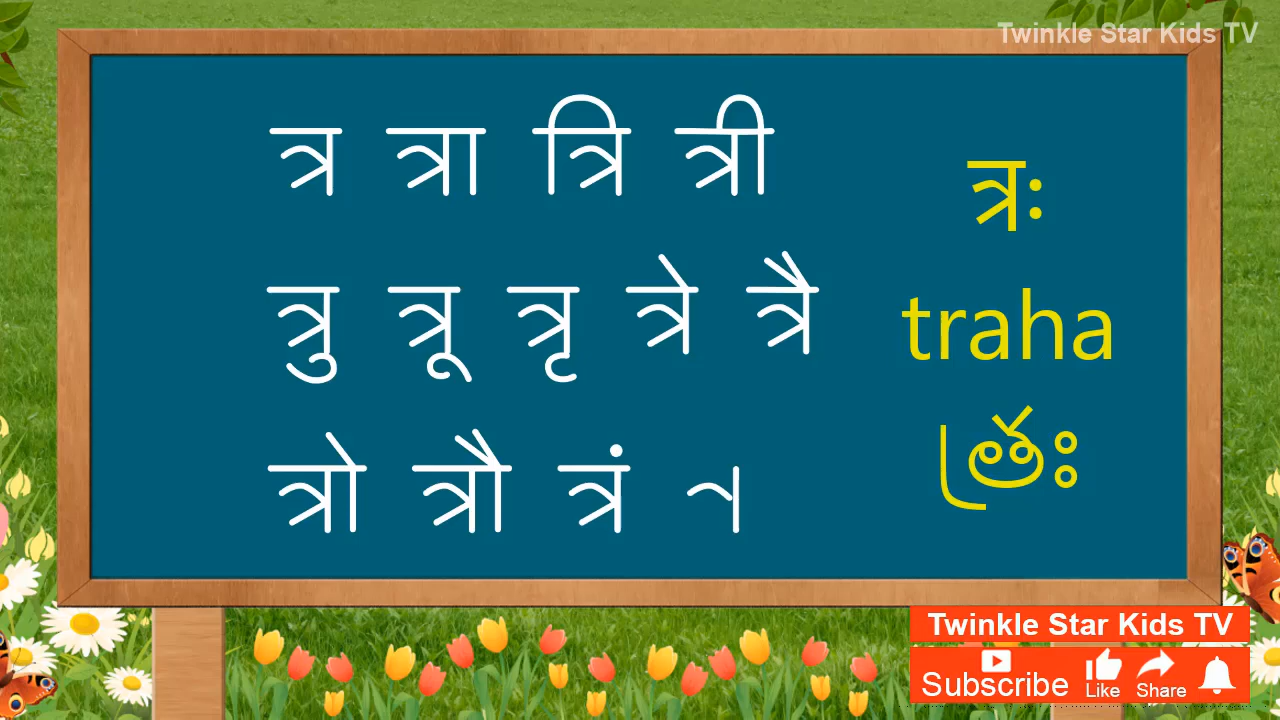 Twinkle Star Kids TV
त्र त्रा त्रि त्री
त्रु त्रू त्रृ त्रे त्रै
त्रो त्रौ त्रं
त्रः
traha
త్రః
Twinkle Star Kids TV
Subscribe Like Share